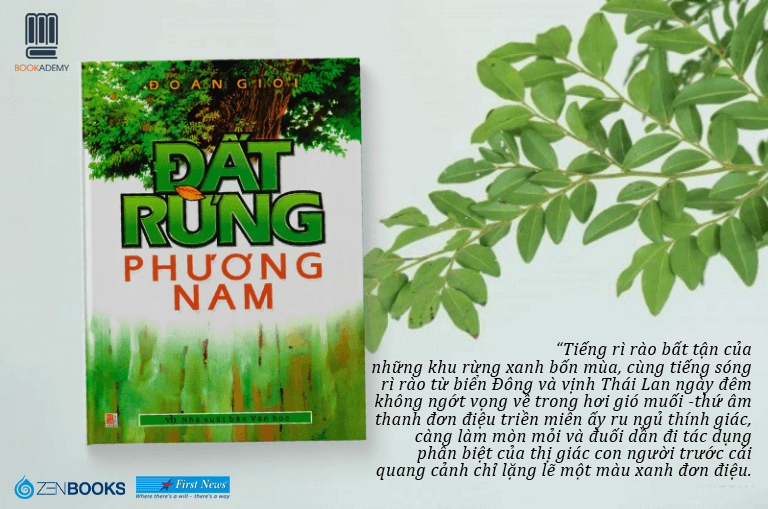 BOOKADEMY
ĐOÀN GIỎI
ĐẤT
RỪNG
PHƯƠNG
NAM
Nhà xuất bản Văn hoá
“Tiếng rì rào bất tận của
những khu rừng xanh bốn mùa, cùng tiếng sóng
rì rào từ biển Đông và vịnh Thái Lan ngày đêm
không ngớt vọng về trong hơi gió muối -thứ âm
thanh đơn điệu triền miên ấy ru ngủ thính giác,
càng làm mòn mỏi và đuối dần đi tác dụng
phân biệt của thị giác con người trước cái
quang cảnh chỉ lặng lẽ một màu xanh đơn điệu.
ZENBOOKS
First News
Where there's a will - there's a way